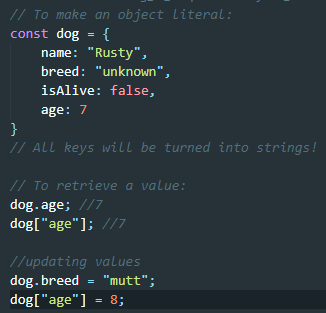 // To make an object literal:
const dog = {
    name: "Rusty",
    breed: "unknown",
    isAlive: false,
    age: 7
}
// All keys will be turned into strings!

// To retrieve a value:
dog.age; //7
dog["age"]; //7

//updating values
dog.breed = "mutt";
dog["age"] = 8;